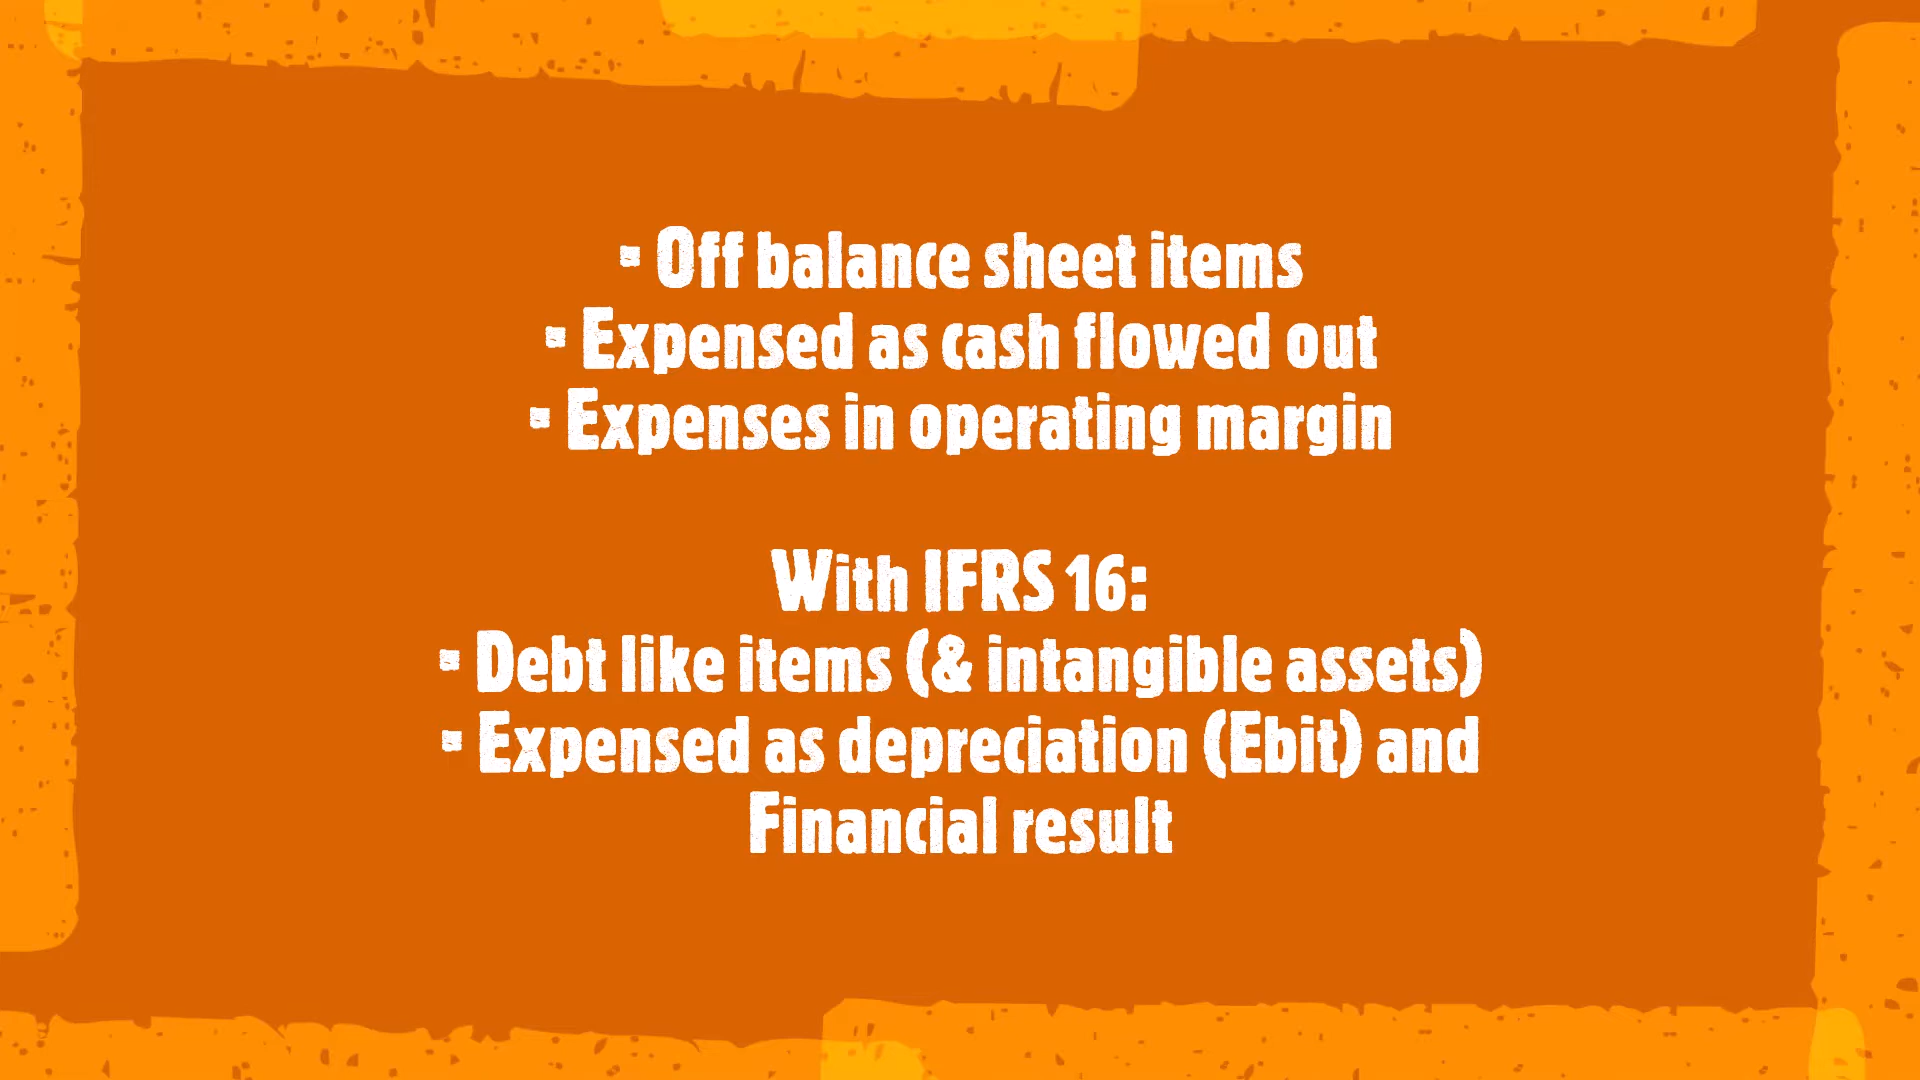 ▪ Off balance sheet items
▪ Expensed as cash flowed out
▪ Expenses in operating margin
With IFRS 16:
▪ Debt like items (& intangible assets)
▪ Expensed as depreciation (Ebit) and
Financial result